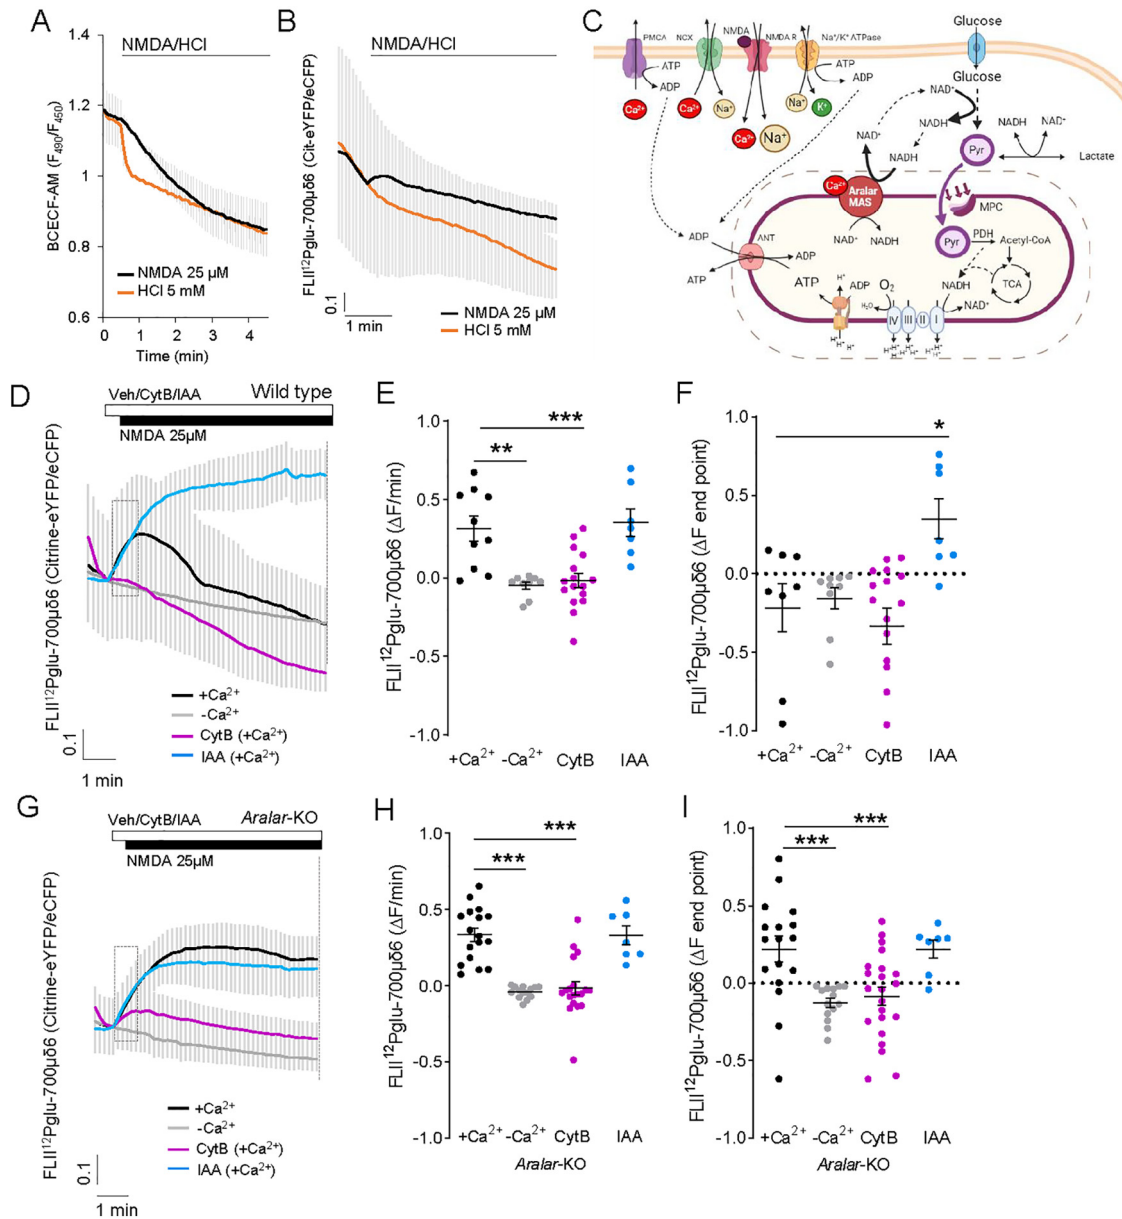 A
NMDA/HCl
BCECF-AM (F490/F450)
1.4
1.2
1
0.8
0.6
NMDA 25 µM
HCl 5 mM
0
1
2
3
4
Time (min)
B
NMDA/HCl
FLII¹²Pglu-700µδ6 (Cit-eYFP/eCFP)
0.1
1 min
NMDA 25 µM
HCl 5 mM
C
PMCA
NCX
NMDA
NMDAR
Na⁺/K⁺ ATPase
Glucose
ATP
ADP
Ca²⁺
Ca²⁺
Na⁺
Ca²⁺
Na⁺
Na⁺
K⁺
ATP
ADP
Glucose
NAD⁺
NADH
NAD⁺
NADH
Pyr
NADH
NAD⁺
Lactate
Ca²⁺
Aralar
MAS
MPC
NAD⁺
NADH
Pyr
PDH
Acetyl-CoA
TCA
ADP
ATP
ANT
ADP
ATP
H⁺
ADP
O₂
H₂O
NADH
NAD⁺
IV
III
II
I
H⁺
H⁺
H⁺
H⁺
H⁺
H⁺
H⁺
D
Veh/CytB/IAA
Wild type
NMDA 25µM
FLII¹²Pglu-700µδ6 (Citrine-eYFP/eCFP)
+Ca²⁺
-Ca²⁺
CytB (+Ca²⁺)
IAA (+Ca²⁺)
0.1
1 min
E
FLII¹²Pglu-700µδ6 (ΔF/min)
1.0
0.5
0.0
-0.5
-1.0
***
**
+Ca²⁺ -Ca²⁺ CytB IAA
F
FLII¹²Pglu-700µδ6 (ΔF end point)
1.0
0.5
0.0
-0.5
-1.0
*
+Ca²⁺ -Ca²⁺ CytB IAA
G
Veh/CytB/IAA
Aralar-KO
NMDA 25µM
FLII¹²Pglu-700µδ6 (Citrine-eYFP/eCFP)
+Ca²⁺
-Ca²⁺
CytB (+Ca²⁺)
IAA (+Ca²⁺)
0.1
1 min
H
FLII¹²Pglu-700µδ6 (ΔF/min)
1.0
0.5
0.0
-0.5
-1.0
***
***
+Ca²⁺ -Ca²⁺ CytB IAA
Aralar-KO
I
FLII¹²Pglu-700µδ6 (ΔF end point)
1.0
0.5
0.0
-0.5
-1.0
***
***
+Ca²⁺ -Ca²⁺ CytB IAA
Aralar-KO